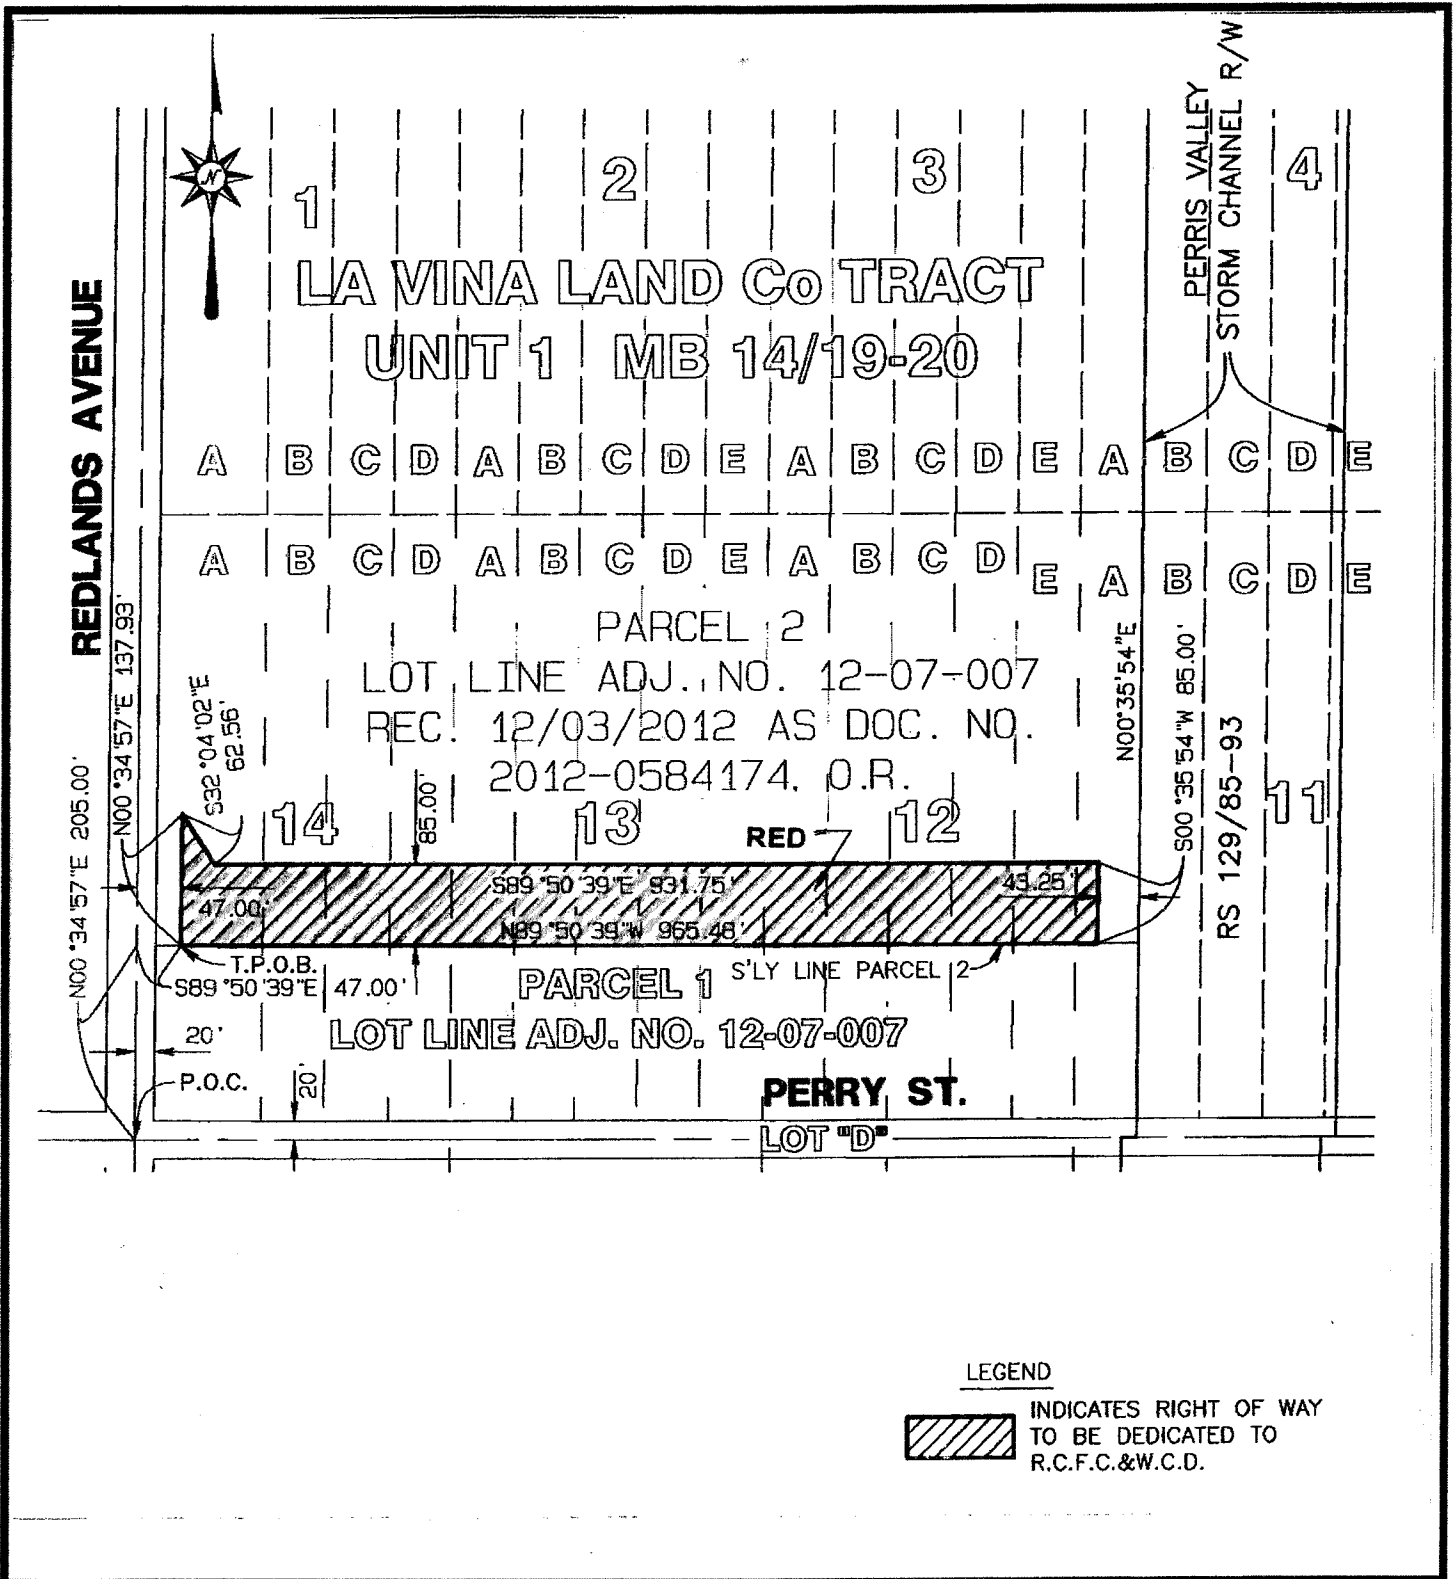 PERRIS VALLEY
STORM CHANNEL R/W
N
1
2
3
4
LA VINA LAND Co TRACT
UNIT 1 MB 14/19-20
REDLANDS AVENUE
A B C D A B C D E A B C D E A B C D E
A B C D A B C D E A B C D E A B C D E
PARCEL 2
LOT LINE ADJ. NO. 12-07-007
REC. 12/03/2012 AS DOC. NO.
2012-0584174, O.R.
N00°34'57"E 137.93'
S32°04'02"E
62.56'
N00°34'57"E 205.00'
N00°35'54"E
S00°35'54"W 85.00'
RS 129/85-93
14
85.00'
13
RED
12
11
S89°50'39"E 931.75'
43.25'
47.00'
N89°50'39"W 965.48'
T.P.O.B.
S89°50'39"E 47.00'
PARCEL 1
S'LY LINE PARCEL 2
LOT LINE ADJ. NO. 12-07-007
20'
P.O.C.
20'
PERRY ST.
LOT "D"
LEGEND
INDICATES RIGHT OF WAY
TO BE DEDICATED TO
R.C.F.C.&W.C.D.